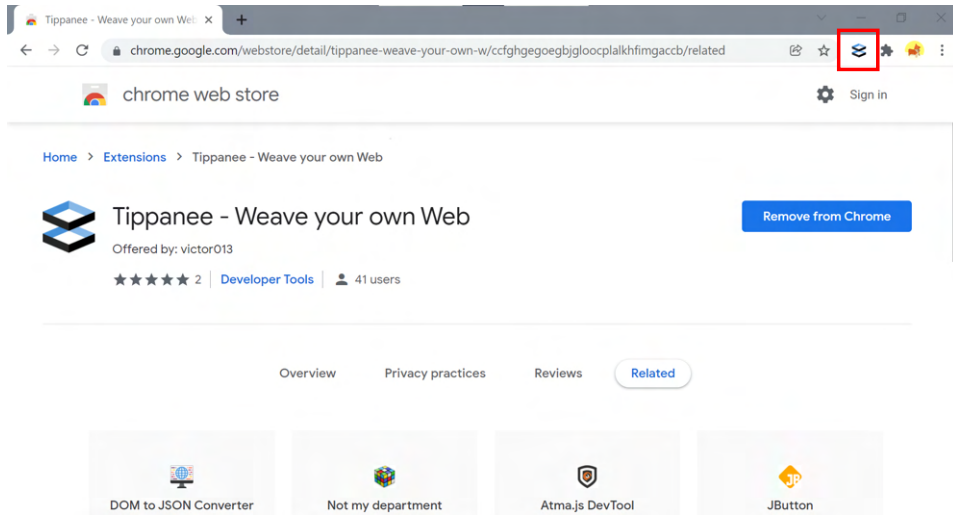 Tippanee - Weave your own Web
chrome.google.com/webstore/detail/tippanee-weave-your-own-w/ccfghgegoegbjgloocplalkhfimgaccb/related
chrome web store
Sign in
Home > Extensions > Tippanee - Weave your own Web
Tippanee - Weave your own Web
Remove from Chrome
Offered by: victor013
2
Developer Tools
41 users
Overview
Privacy practices
Reviews
Related
DOM to JSON Converter
Not my department
Atma.js DevTool
JButton